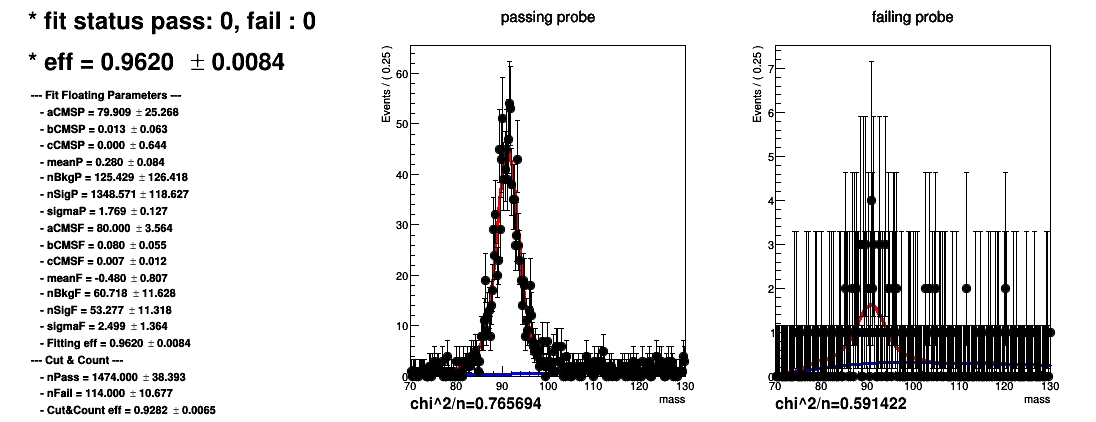 * fit status pass: 0, fail : 0
* eff = 0.9620 ± 0.0084
--- Fit Floating Parameters ---
- aCMSP = 79.909 ± 25.268
- bCMSP = 0.013 ± 0.063
- cCMSP = 0.000 ± 0.644
- meanP = 0.280 ± 0.084
- nBkgP = 125.429 ± 126.418
- nSigP = 1348.571 ± 118.627
- sigmaP = 1.769 ± 0.127
- aCMSF = 80.000 ± 3.564
- bCMSF = 0.080 ± 0.055
- cCMSF = 0.007 ± 0.012
- meanF = -0.480 ± 0.807
- nBkgF = 60.718 ± 11.628
- nSigF = 53.277 ± 11.318
- sigmaF = 2.499 ± 1.364
- Fitting eff = 0.9620 ± 0.0084
--- Cut & Count ---
- nPass = 1474.000 ± 38.393
- nFail = 114.000 ± 10.677
- Cut&Count eff = 0.9282 ± 0.0065
passing probe
Events / ( 0.25 )
60
50
40
30
20
10
0
70 80 90 100 110 120 130
mass
chi^2/n=0.765694
failing probe
Events / ( 0.25 )
7
6
5
4
3
2
1
0
70 80 90 100 110 120 130
mass
chi^2/n=0.591422